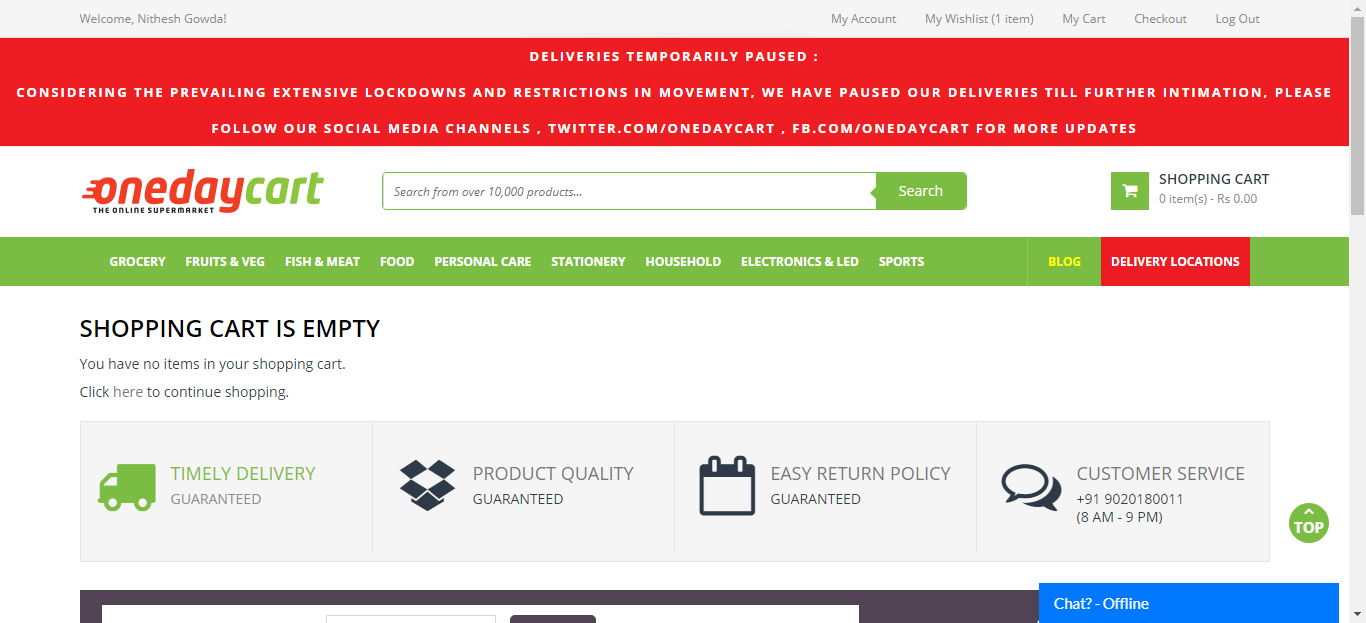 Welcome, Nithesh Gowda!
My Account My Wishlist (1 item) My Cart Checkout Log Out
DELIVERIES TEMPORARILY PAUSED :
CONSIDERING THE PREVAILING EXTENSIVE LOCKDOWNS AND RESTRICTIONS IN MOVEMENT, WE HAVE PAUSED OUR DELIVERIES TILL FURTHER INTIMATION, PLEASE
FOLLOW OUR SOCIAL MEDIA CHANNELS , TWITTER.COM/ONEDAYCART , FB.COM/ONEDAYCART FOR MORE UPDATES
onedaycart
THE ONLINE SUPERMARKET
Search from over 10,000 products...
Search
SHOPPING CART
0 item(s) - Rs 0.00
GROCERY FRUITS & VEG FISH & MEAT FOOD PERSONAL CARE STATIONERY HOUSEHOLD ELECTRONICS & LED SPORTS BLOG DELIVERY LOCATIONS
SHOPPING CART IS EMPTY
You have no items in your shopping cart.
Click here to continue shopping.
TIMELY DELIVERY
GUARANTEED
PRODUCT QUALITY
GUARANTEED
EASY RETURN POLICY
GUARANTEED
CUSTOMER SERVICE
+91 9020180011
(8 AM - 9 PM)
TOP
Chat? - Offline